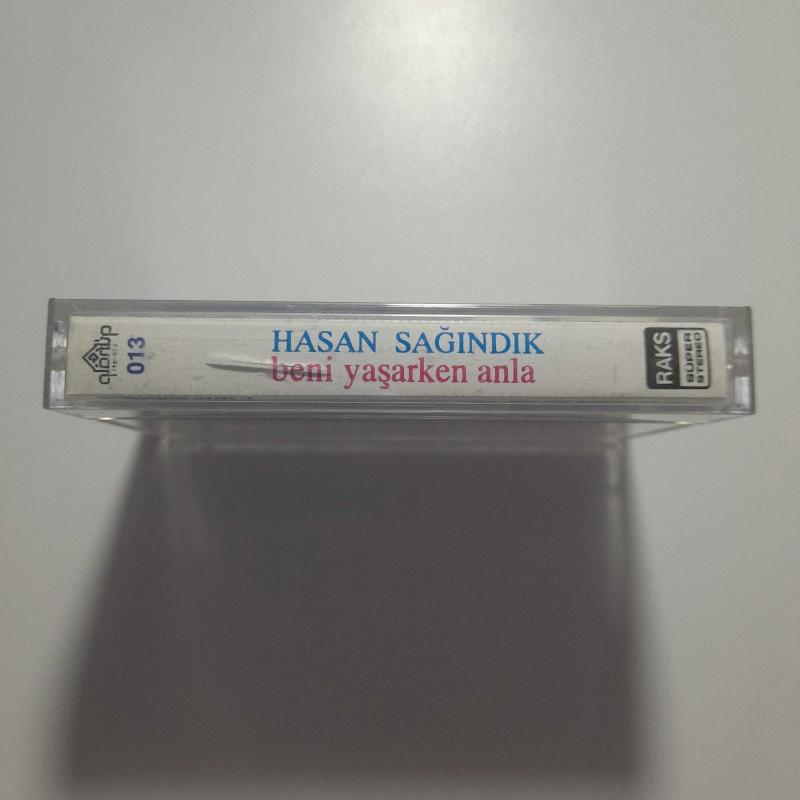 013
HASAN SAĞINDIK
beni yaşarken anla
RAKS
SÜPER
STEREO